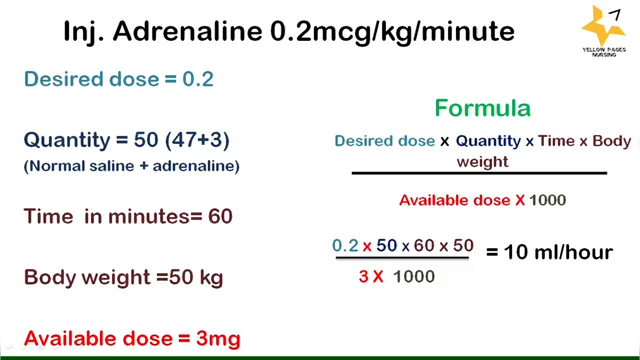 Inj. Adrenaline 0.2mcg/kg/minute
7
YELLOW PAGES
NURSING
Desired dose = 0.2
Quantity = 50 (47+3)
(Normal saline + adrenaline)
Time in minutes= 60
Body weight =50 kg
Available dose = 3mg
Formula
Desired dose x Quantity x Time x Body
weight
Available dose X 1000
0.2 x 50 x 60 x 50
3 X 1000
= 10 ml/hour